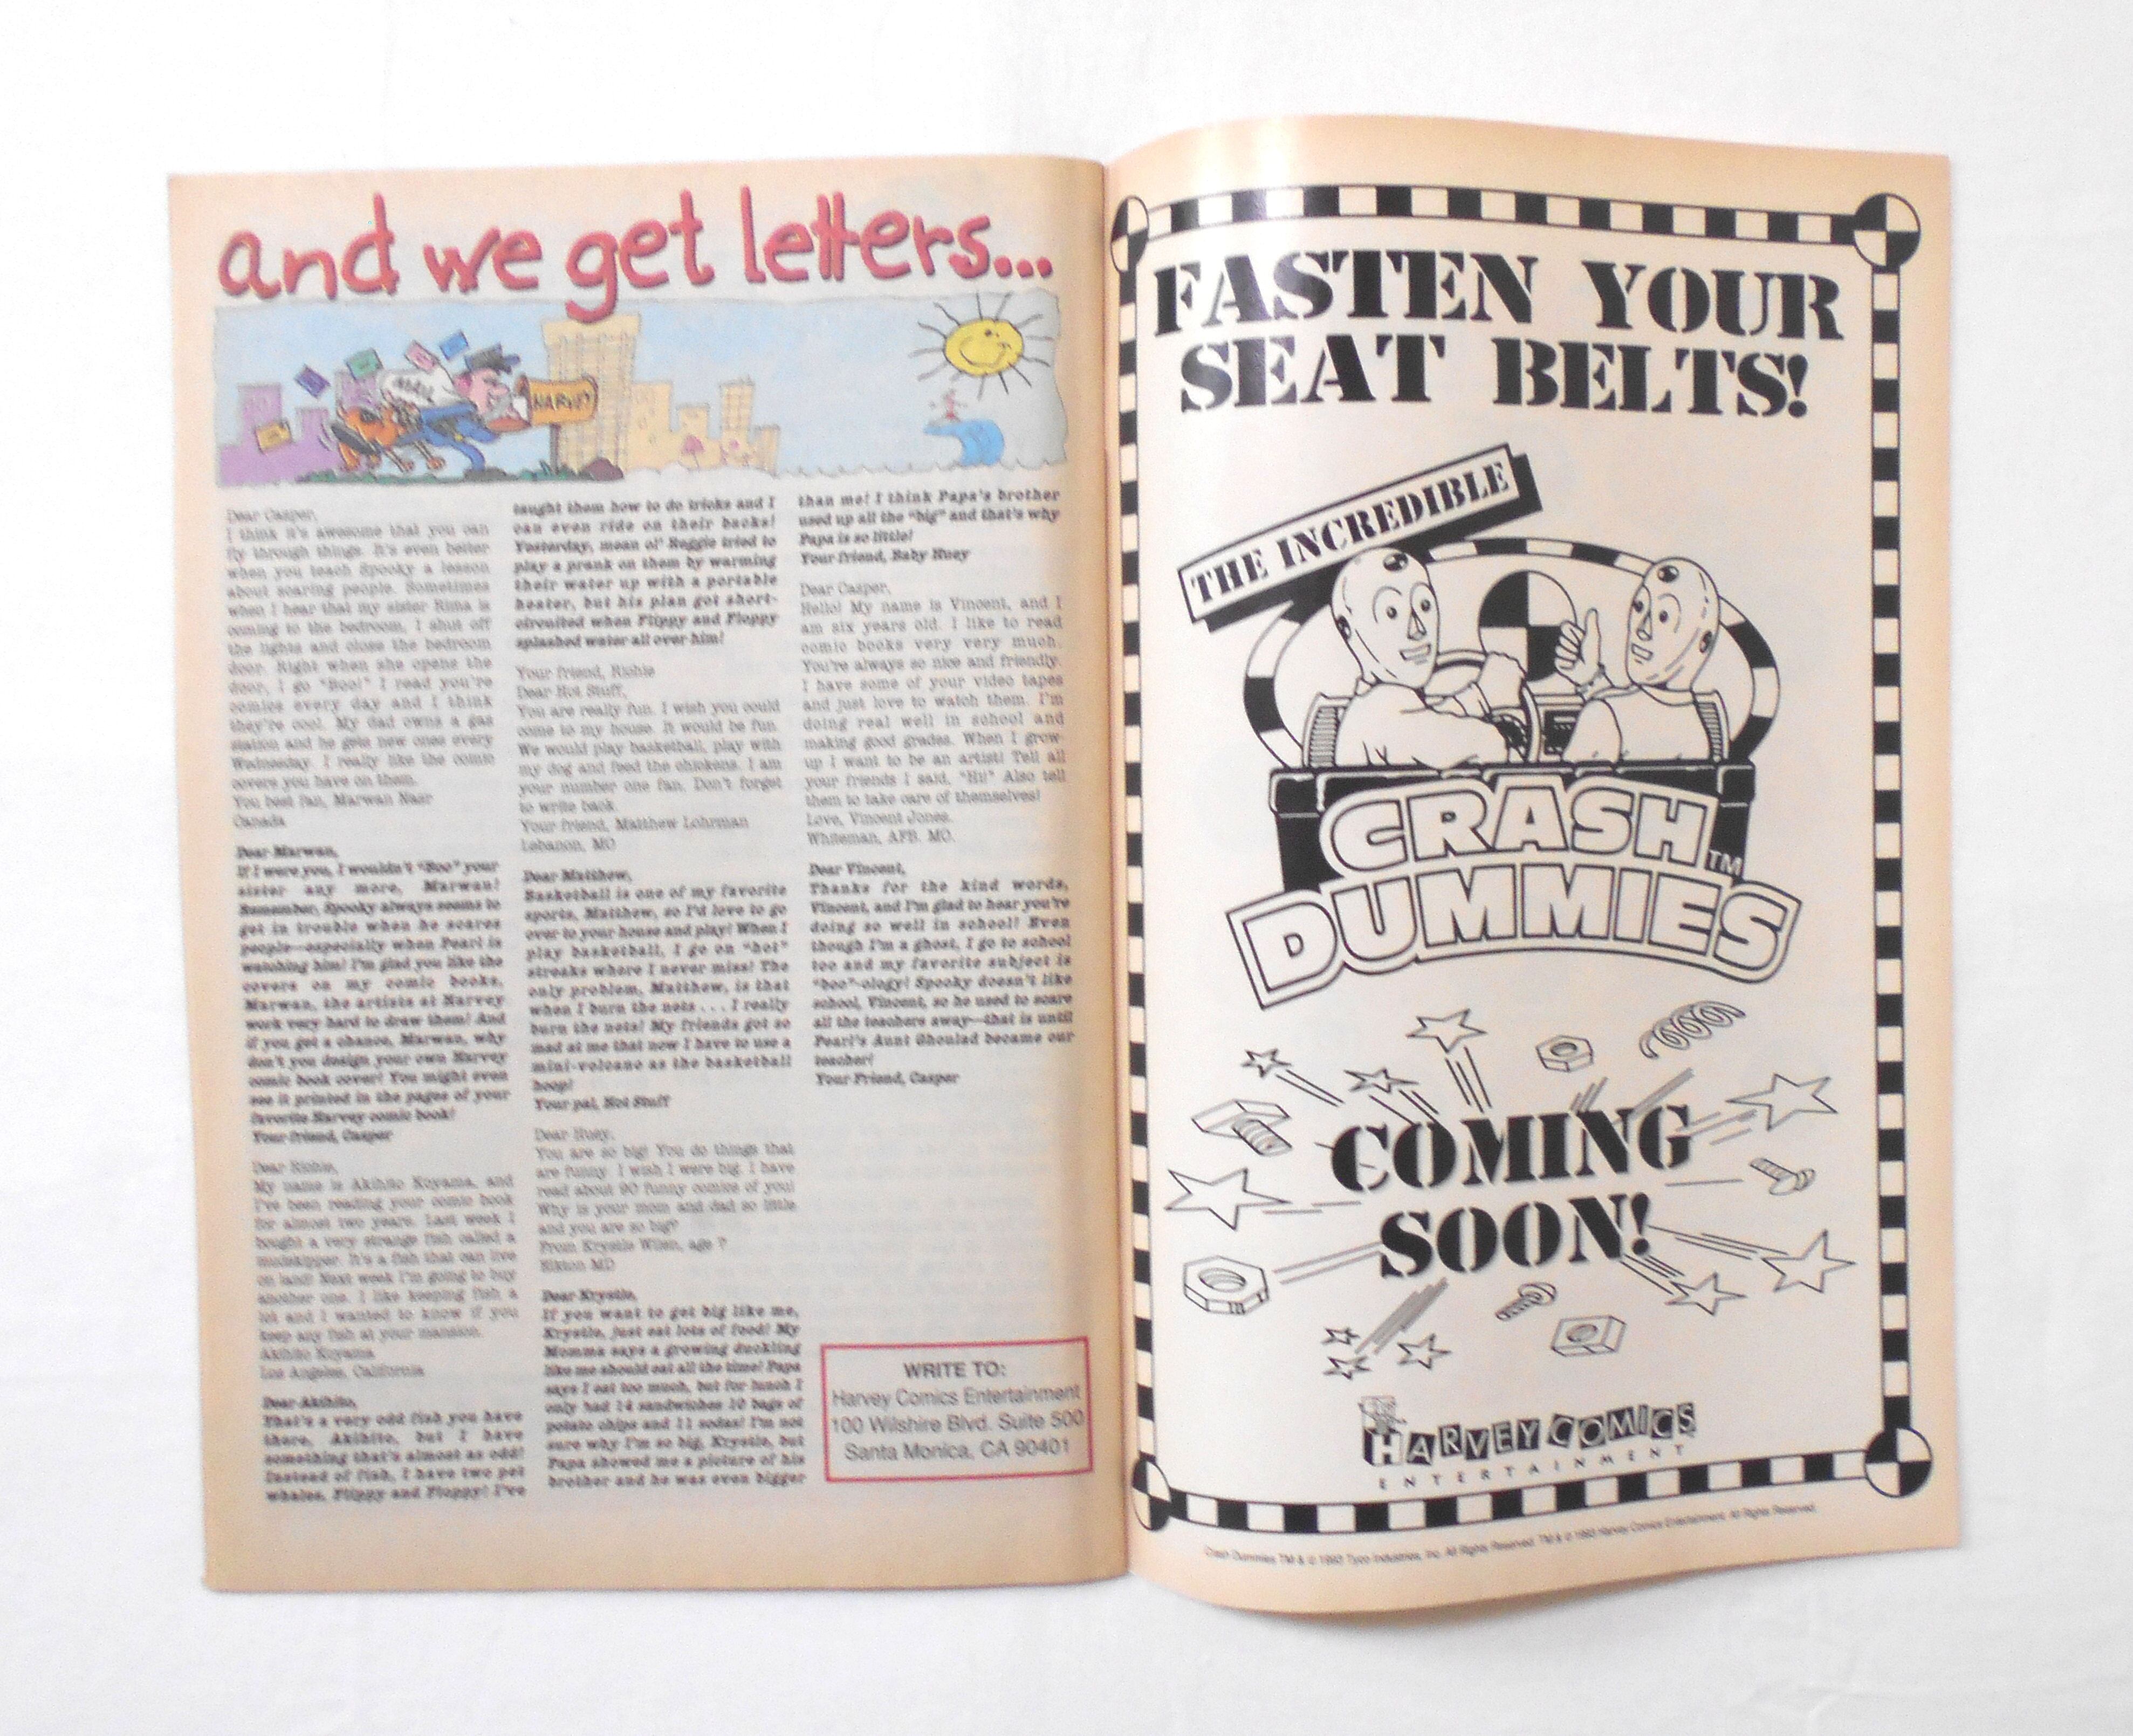 and we get letters...
MAIL
HARVEY
Dear Casper,
I think it's awesome that you can
fly through things. It's even better
when you teach Spooky a lesson
about scaring people. Sometimes
when I hear that my sister Rima is
coming to the bedroom, I shut off
the lights and close the bedroom
door. Right when she opens the
door, I go "Boo!" I read you're
comics every day and I think
they're cool. My dad owns a gas
station and he gets new ones every
Wednesday. I really like the comic
covers you have on them.
You best fan, Marwan Nasr
Canada
Dear Marwan,
If I were you, I wouldn't "Boo" your
sister any more, Marwan!
Remember, Spooky always seems to
get in trouble when he scares
people—especially when Pearl is
watching him! I'm glad you like the
covers on my comic books,
Marwan, the artists at Harvey
work very hard to draw them! And
if you get a chance, Marwan, why
don't you design your own Harvey
comic book cover! You might even
see it printed in the pages of your
favorite Harvey comic book!
Your friend, Casper
Dear Richie,
My name is Akihito Koyama, and
I've been reading your comic book
for almost two years. Last week I
bought a very strange fish called a
mudskipper. It's a fish that can live
on land! Next week I'm going to buy
another one. I like keeping fish a
lot and I wanted to know if you
keep any fish at your mansion.
Akihito Koyama
Los Angeles, California
Dear Akihito,
That's a very odd fish you have
there, Akihito, but I have
something that's almost as odd!
Instead of fish, I have two pet
whales, Flippy and Floppy! I've
taught them how to do tricks and I
can even ride on their backs!
Yesterday, mean ol' Reggie tried to
play a prank on them by warming
their water up with a portable
heater, but his plan got short-
circuited when Flippy and Floppy
splashed water all over him!
Your friend, Richie
Dear Hot Stuff,
You are really fun. I wish you could
come to my house. It would be fun.
We would play basketball, play with
my dog and feed the chickens. I am
your number one fan. Don't forget
to write back.
Your friend, Matthew Lohrman
Lebanon, MO
Dear Matthew,
Basketball is one of my favorite
sports, Matthew, so I'd love to go
over to your house and play! When I
play basketball, I go on "hot"
streaks where I never miss! The
only problem, Matthew, is that
when I burn the nets . . . I really
burn the nets! My friends got so
mad at me that now I have to use a
mini-volcano as the basketball
hoop!
Your pal, Hot Stuff
Dear Huey,
You are so big! You do things that
are funny. I wish I were big. I have
read about 90 funny comics of you!
Why is your mom and dad so little
and you are so big?
From Krystle Wilen, age 7
Elkton MD
Dear Krystle,
If you want to get big like me,
Krystle, just eat lots of food! My
Momma says a growing duckling
like me should eat all the time! Papa
says I eat too much, but for lunch I
only had 14 sandwiches 10 bags of
potato chips and 11 sodas! I'm not
sure why I'm so big, Krystle, but
Papa showed me a picture of his
brother and he was even bigger
than me! I think Papa's brother
used up all the "big" and that's why
Papa is so little!
Your friend, Baby Huey
Dear Casper,
Hello! My name is Vincent, and I
am six years old. I like to read
comic books very very much.
You're always so nice and friendly.
I have some of your video tapes
and just love to watch them. I'm
doing real well in school and
making good grades. When I grow-
up I want to be an artist! Tell all
your friends I said, "Hi!" Also tell
them to take care of themselves!
Love, Vincent Jones.
Whiteman, AFB. MO.
Dear Vincent,
Thanks for the kind words,
Vincent, and I'm glad to hear you're
doing so well in school! Even
though I'm a ghost, I go to school
too and my favorite subject is
"boo"-ology! Spooky doesn't like
school, Vincent, so he used to scare
all the teachers away—that is until
Pearl's Aunt Ghoulad became our
teacher!
Your Friend, Casper
WRITE TO:
Harvey Comics Entertainment
100 Wilshire Blvd. Suite 500
Santa Monica, CA 90401
FASTEN YOUR
SEAT BELTS!
THE INCREDIBLE
CRASH
DUMMIES TM
COMING
SOON!
HARVEY COMICS
ENTERTAINMENT
Crash Dummies TM & © 1993 Tyco Industries, Inc. All Rights Reserved. TM & © 1993 Harvey Comics Entertainment. All Rights Reserved.